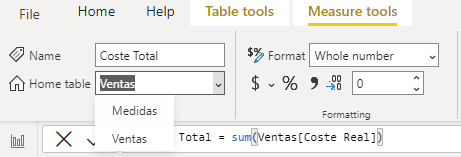 File Home Help Table tools Measure tools
Name Coste Total $% Format Whole number
Home table Ventas $ % 0
Medidas
Formatting
Ventas
Total = sum(Ventas[Coste Real])